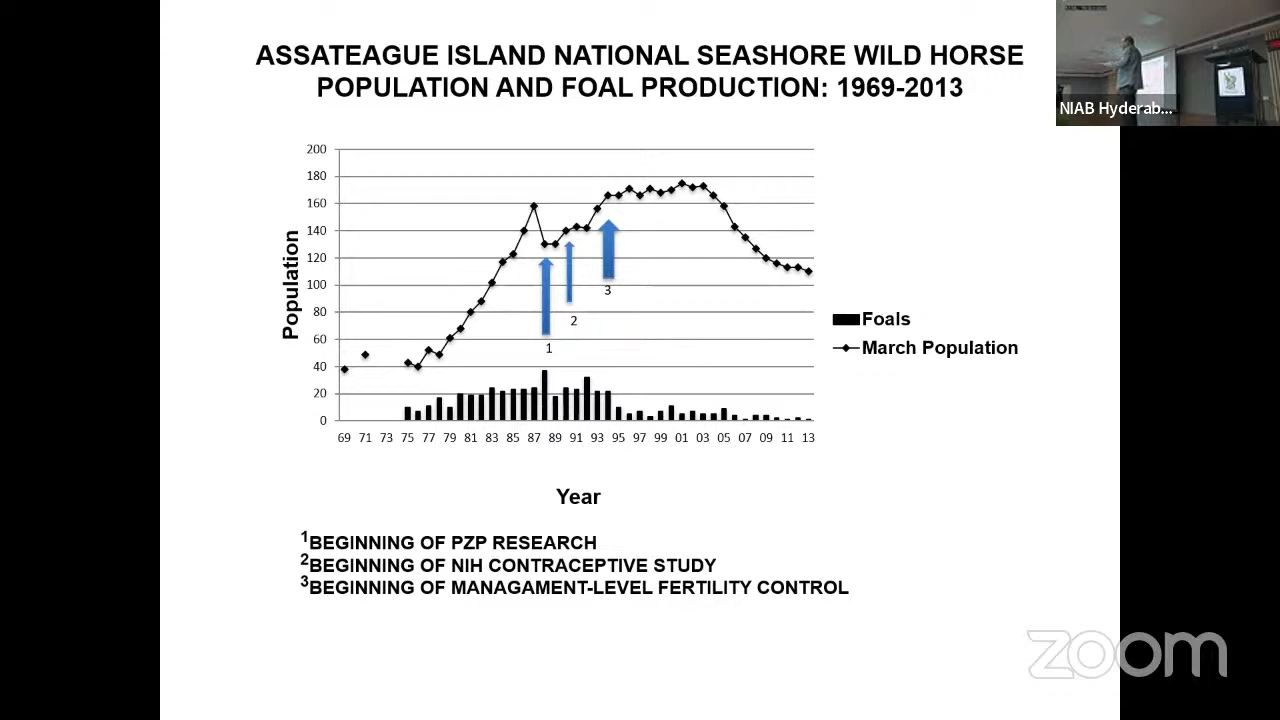 ASSATEAGUE ISLAND NATIONAL SEASHORE WILD HORSE
POPULATION AND FOAL PRODUCTION: 1969-2013
NIAB Hyderab...
200
180
160
140
120
100
80
60
40
20
0
Population
1
2
3
Foals
March Population
69 71 73 75 77 79 81 83 85 87 89 91 93 95 97 99 01 03 05 07 09 11 13
Year
1BEGINNING OF PZP RESEARCH
2BEGINNING OF NIH CONTRACEPTIVE STUDY
3BEGINNING OF MANAGAMENT-LEVEL FERTILITY CONTROL
zoom